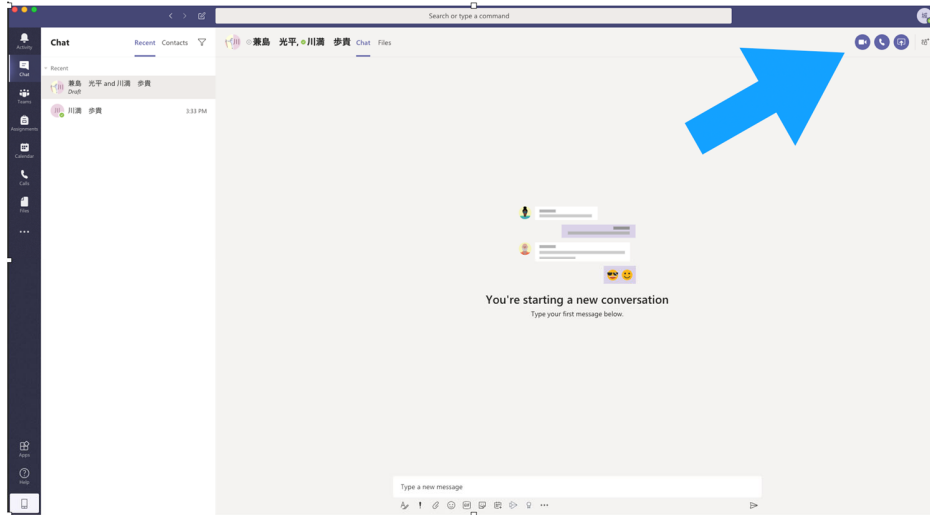 Search or type a command
Activity
Chat
Teams
Assignments
Calendar
Calls
Files
Apps
Help
Chat
Recent Contacts
Recent
兼島 光平 and 川満 歩貴
Draft
川満 歩貴
3:33 PM
兼島 光平, 川満 歩貴 Chat Files
You're starting a new conversation
Type your first message below.
Type a new message